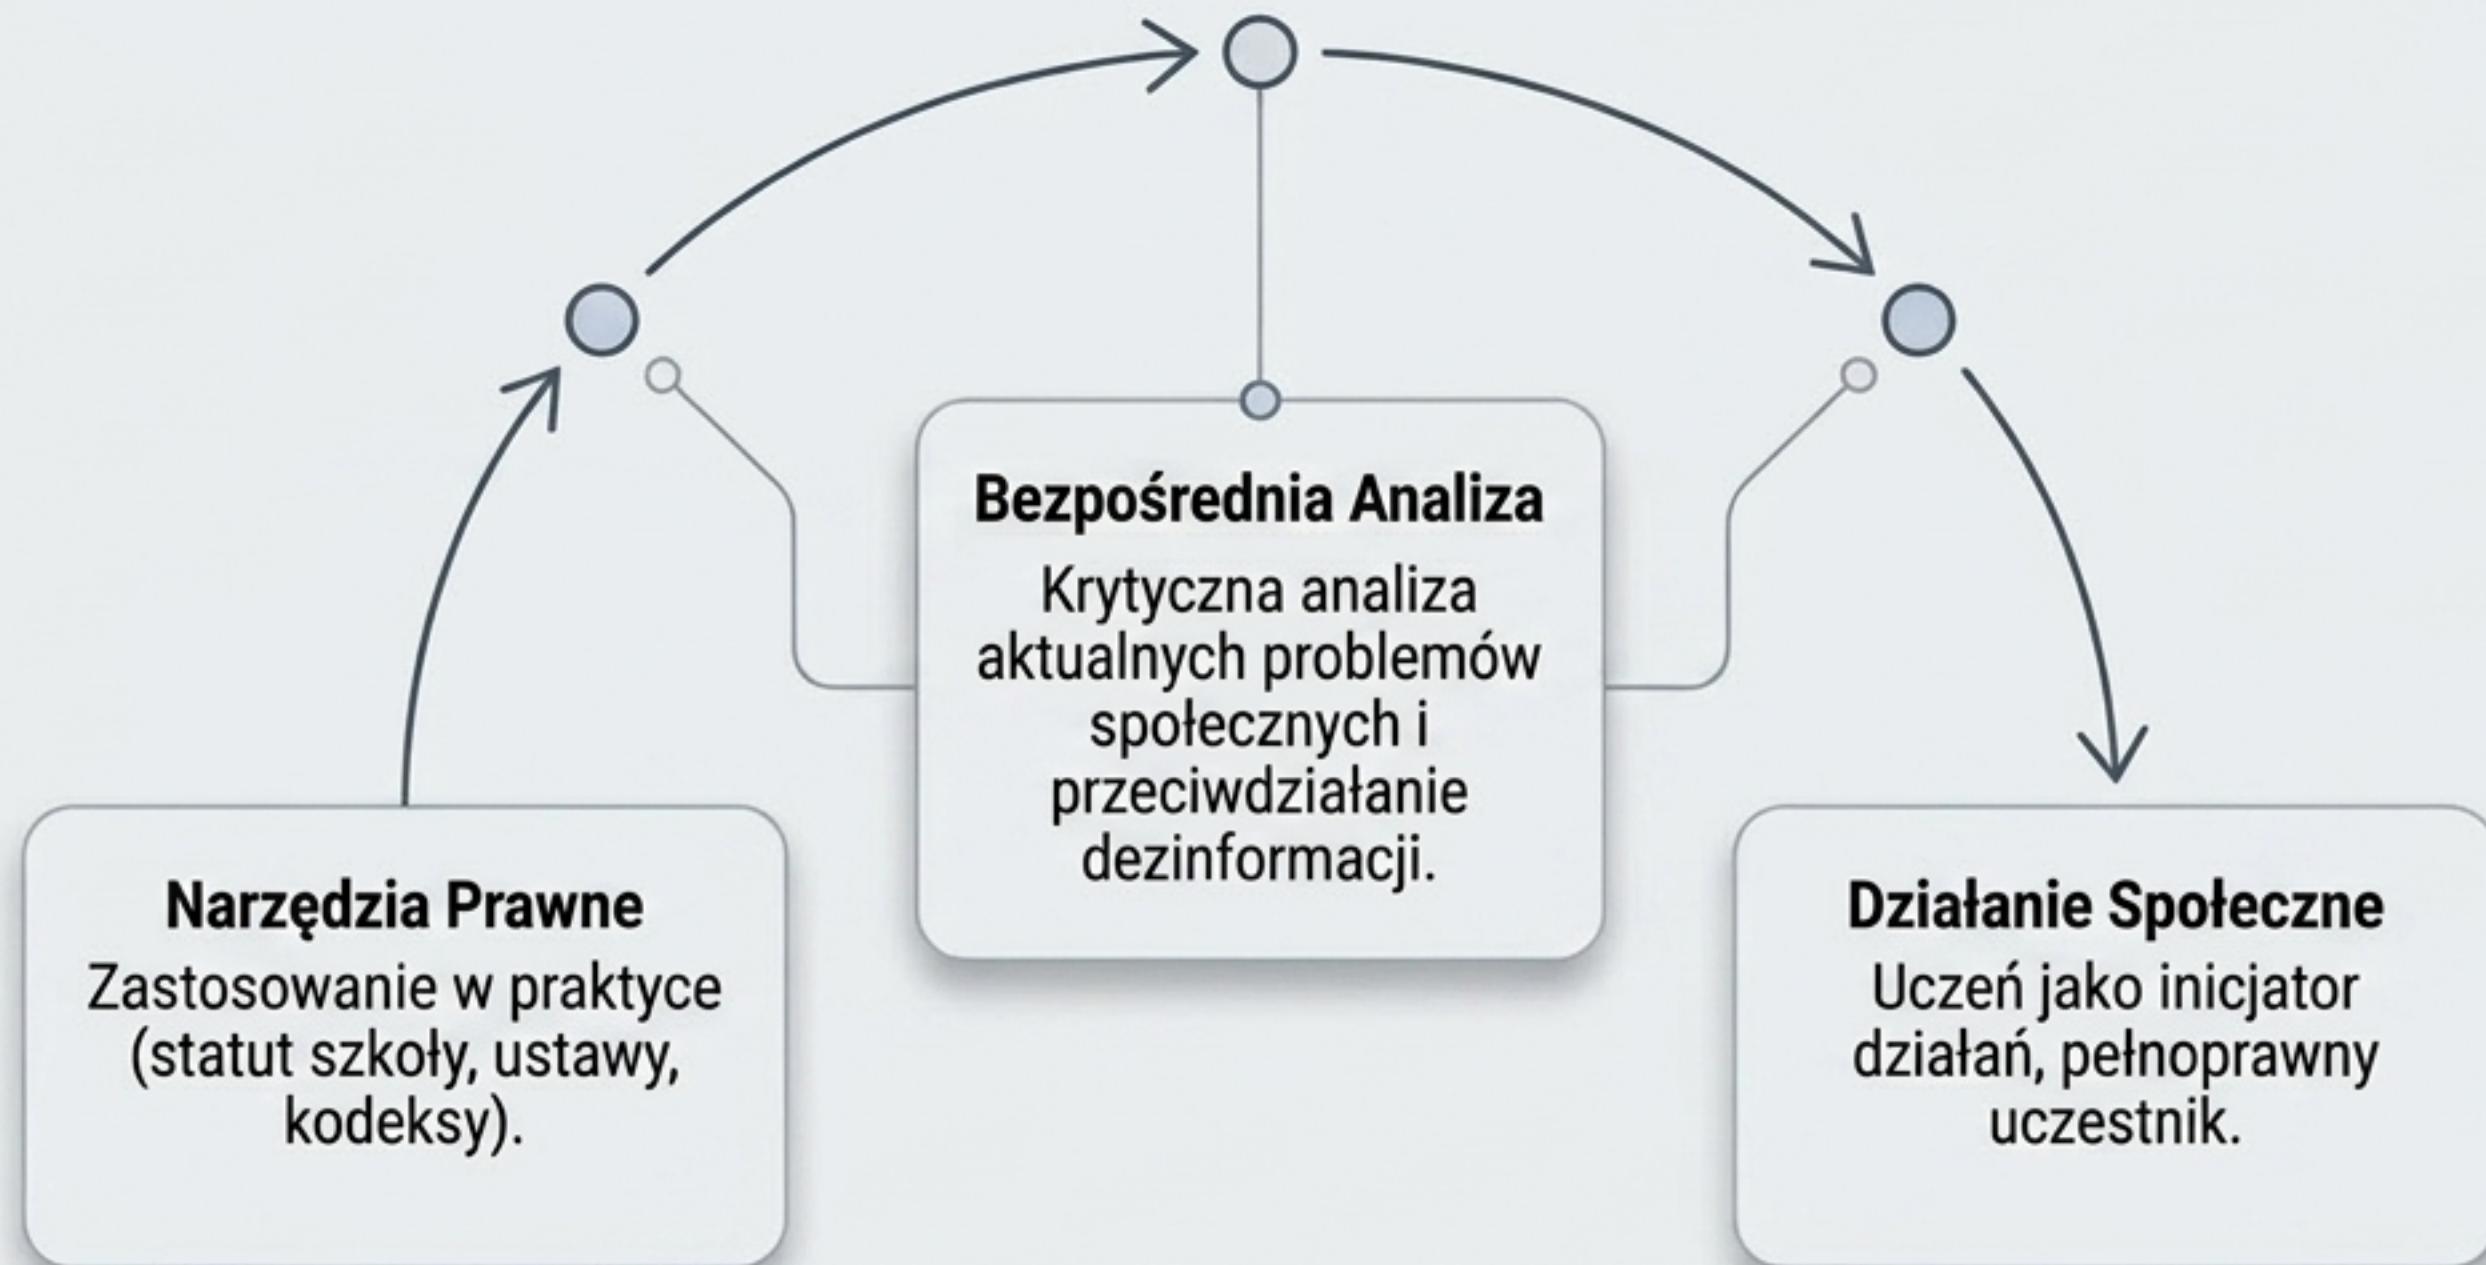 Bezpośrednia Analiza
Krytyczna analiza
aktualnych problemów
społecznych i
przeciwdziałanie
dezinformacji.
Narzędzia Prawne
Zastosowanie w praktyce
(statut szkoły, ustawy,
kodeksy).
Działanie Społeczne
Uczeń jako inicjator
działań, pełnoprawny
uczestnik.